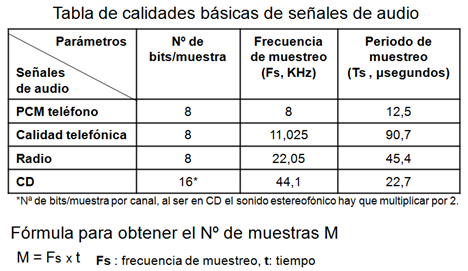 Tabla de calidades básicas de señales de audio
Parámetros
Señales
de audio
Nº de
bits/muestra
Frecuencia
de muestreo
(Fs, KHz)
Periodo de
muestreo
(Ts , µsegundos)
PCM teléfono 8 8 12,5
Calidad telefónica 8 11,025 90,7
Radio 8 22,05 45,4
CD 16* 44,1 22,7
*Nª de bits/muestra por canal, al ser en CD el sonido estereofónico hay que multiplicar por 2.
Fórmula para obtener el Nº de muestras M
M = Fs x t Fs : frecuencia de muestreo, t: tiempo